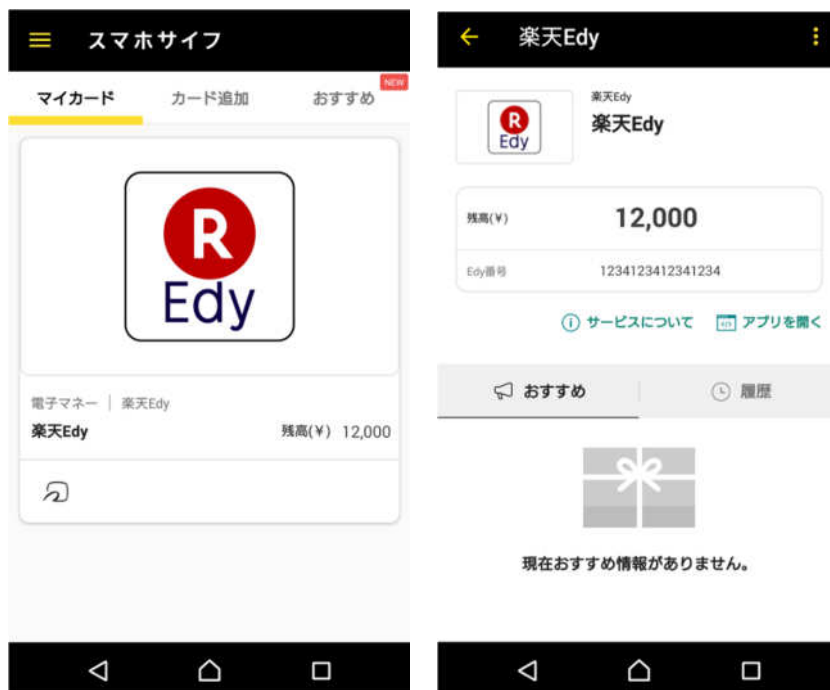 スマホサイフ
マイカード
カード追加
おすすめ
NEW
R
Edy
電子マネー | 楽天Edy
楽天Edy
残高(¥) 12,000
楽天Edy
R
Edy
楽天Edy
楽天Edy
残高(¥)
12,000
Edy番号
1234123412341234
サービスについて
アプリを開く
おすすめ
履歴
現在おすすめ情報がありません。